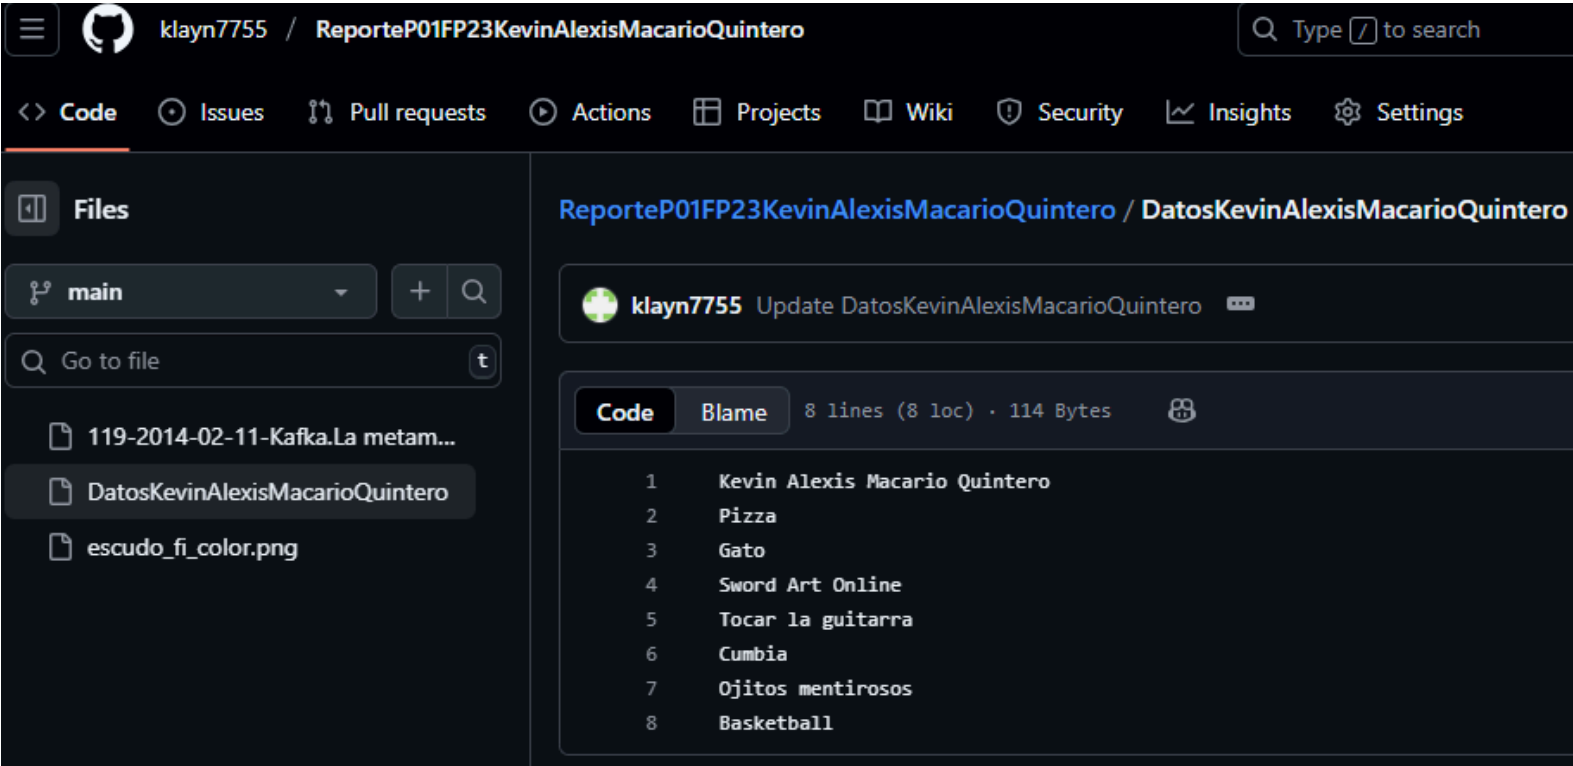 klayn7755 / ReporteP01FP23KevinAlexisMacarioQuintero
Type / to search
Code Issues Pull requests Actions Projects Wiki Security Insights Settings
Files
main
Go to file t
119-2014-02-11-Kafka.La metam...
DatosKevinAlexisMacarioQuintero
escudo_fi_color.png
ReporteP01FP23KevinAlexisMacarioQuintero / DatosKevinAlexisMacarioQuintero
klayn7755 Update DatosKevinAlexisMacarioQuintero
Code Blame 8 lines (8 loc) · 114 Bytes
1 Kevin Alexis Macario Quintero
2 Pizza
3 Gato
4 Sword Art Online
5 Tocar la guitarra
6 Cumbia
7 Ojitos mentirosos
8 Basketball